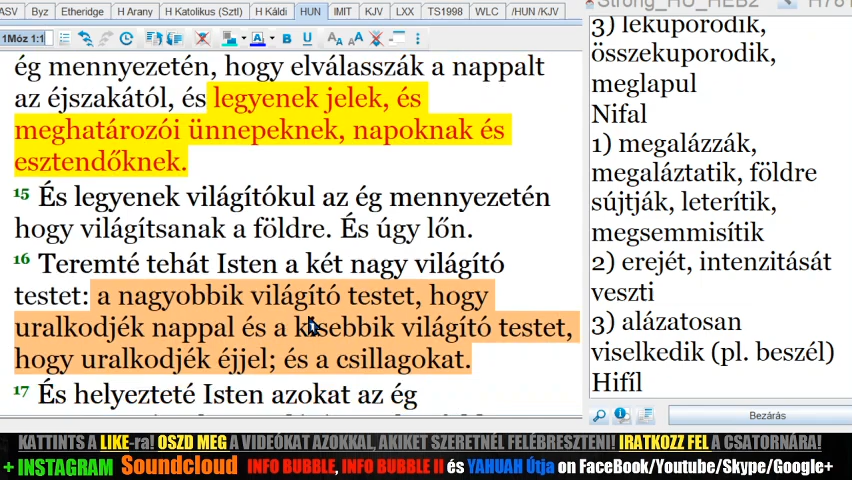 ASV
Byz
Etheridge
H Arany
H Katolikus (SztI)
H Káldi
HUN
IMIT
KJV
LXX
TS1998
WLC
/HUN /KJV
1Móz 1:1
ég mennyezetén, hogy elválasszák a nappalt
az éjszakától, és legyenek jelek, és
meghatározói ünnepeknek, napoknak és
esztendőknek.
15 És legyenek világítókul az ég mennyezetén
hogy világítsanak a földre. És úgy lőn.
16 Teremté tehát Isten a két nagy világító
testet: a nagyobbik világító testet, hogy
uralkodjék nappal és a kisebbik világító testet,
hogy uralkodjék éjjel; és a csillagokat.
17 És helyezteté Isten azokat az ég
Strong_HU_HEB2
3) lekuporodik,
összekuporodik,
meglapul
Nifal
1) megalázzák,
megaláztatik, földre
sújtják, leterítik,
megsemmisítik
2) erejét, intenzitását
veszti
3) alázatosan
viselkedik (pl. beszél)
Hifíl
Bezárás
KATTINTS A LIKE-ra! OSZD MEG A VIDEÓKAT AZOKKAL, AKIKET SZERETNÉL FELÉBRESZTENI! IRATKOZZ FEL A CSATORNÁRA!
+ INSTAGRAM Soundcloud INFO BUBBLE, INFO BUBBLE II és YAHUAH Útja on FaceBook/Youtube/Skype/Google+